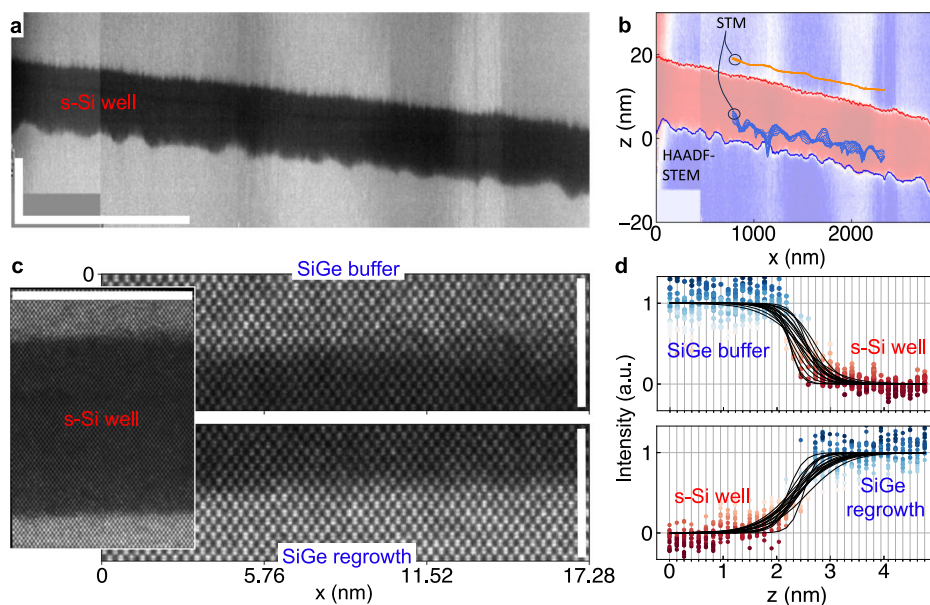 a
s-Si well
b
STM
20
0
−20
z (nm)
HAADF-
STEM
0
1000
2000
x (nm)
c
0
SiGe buffer
s-Si well
SiGe regrowth
0
5.76
11.52
17.28
x (nm)
d
1
0
SiGe buffer
s-Si well
Intensity (a.u.)
1
0
s-Si well
SiGe
regrowth
0
1
2
3
4
z (nm)